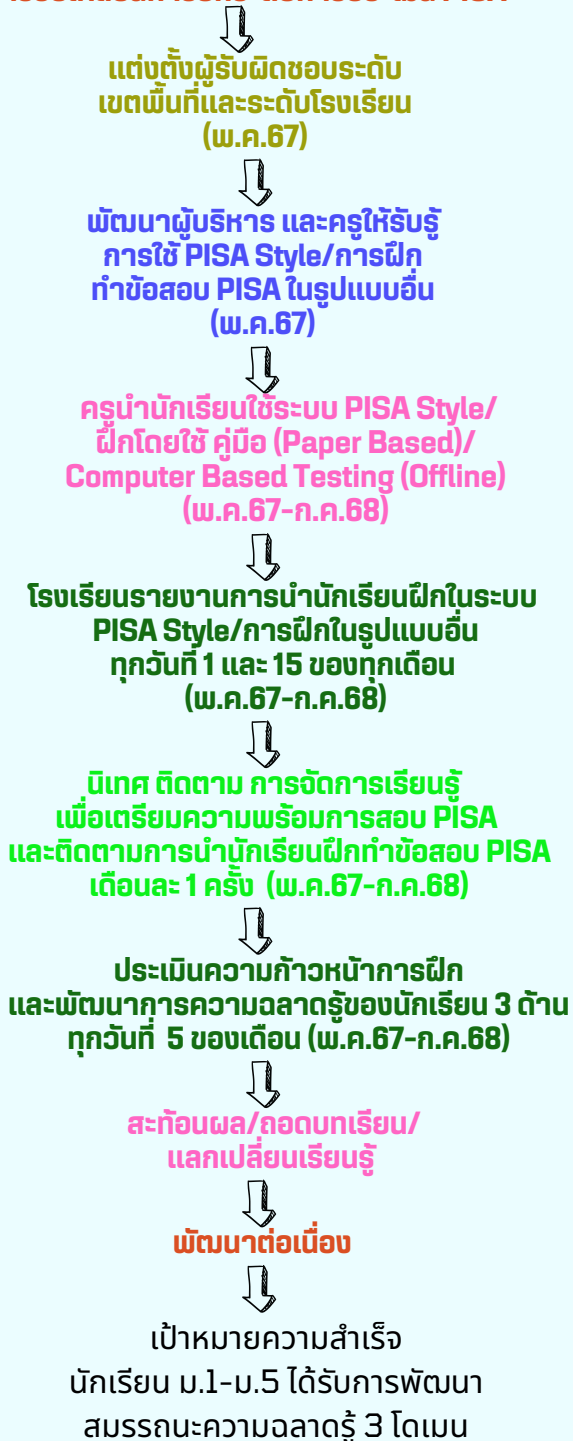 แต่งตั้งผู้รับผิดชอบระดับ
เขตพื้นที่และระดับโรงเรียน
(พ.ค.67)
พัฒนาผู้บริหาร และครูให้รับรู้
การใช้ PISA Style/การฝึก
ทำข้อสอบ PISA ในรูปแบบอื่น
(พ.ค.67)
ครูนำนักเรียนใช้ระบบ PISA Style/
ฝึกโดยใช้ คู่มือ (Paper Based)/
Computer Based Testing (Offline)
(พ.ค.67-ก.ค.68)
โรงเรียนรายงานการนำนักเรียนฝึกในระบบ
PISA Style/การฝึกในรูปแบบอื่น
ทุกวันที่ 1 และ 15 ของทุกเดือน
(พ.ค.67-ก.ค.68)
นิเทศ ติดตาม การจัดการเรียนรู้
เพื่อเตรียมความพร้อมการสอบ PISA
และติดตามการนำนักเรียนฝึกทำข้อสอบ PISA
เดือนละ 1 ครั้ง (พ.ค.67-ก.ค.68)
ประเมินความก้าวหน้าการฝึก
และพัฒนาการความฉลาดรู้ของนักเรียน 3 ด้าน
ทุกวันที่ 5 ของเดือน (พ.ค.67-ก.ค.68)
สะท้อนผล/ถอดบทเรียน/
แลกเปลี่ยนเรียนรู้
พัฒนาต่อเนื่อง
เป้าหมายความสำเร็จ
นักเรียน ม.1-ม.5 ได้รับการพัฒนา
สมรรถนะความฉลาดรู้ 3 โดเมน